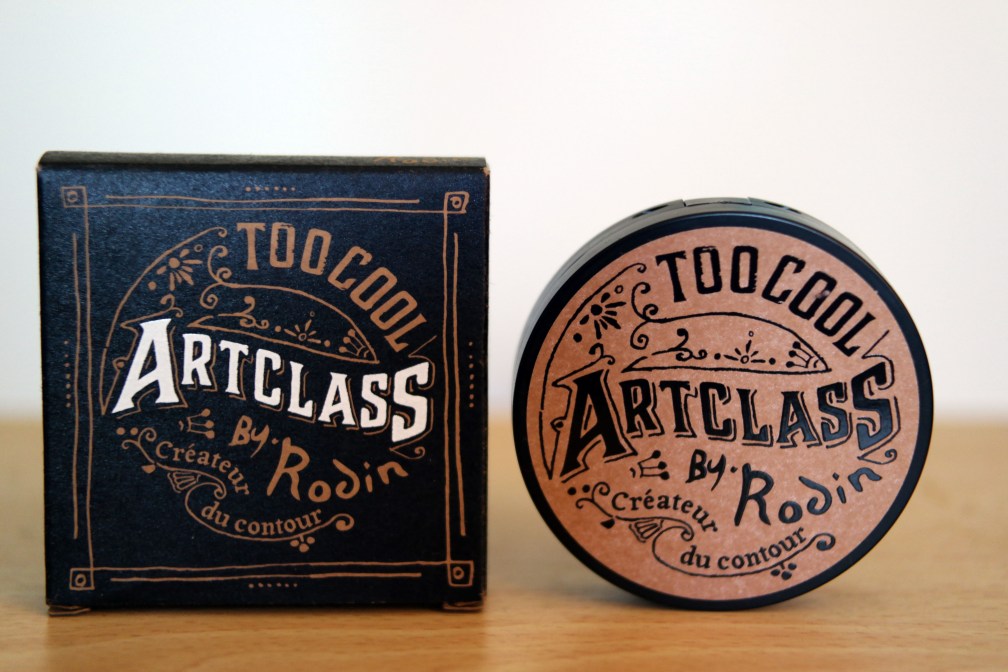 TOO COOL
ARTCLASS
BY. Rodin
Créateur
du contour
TOO COOL
ARTCLASS
BY. Rodin
Créateur
du contour